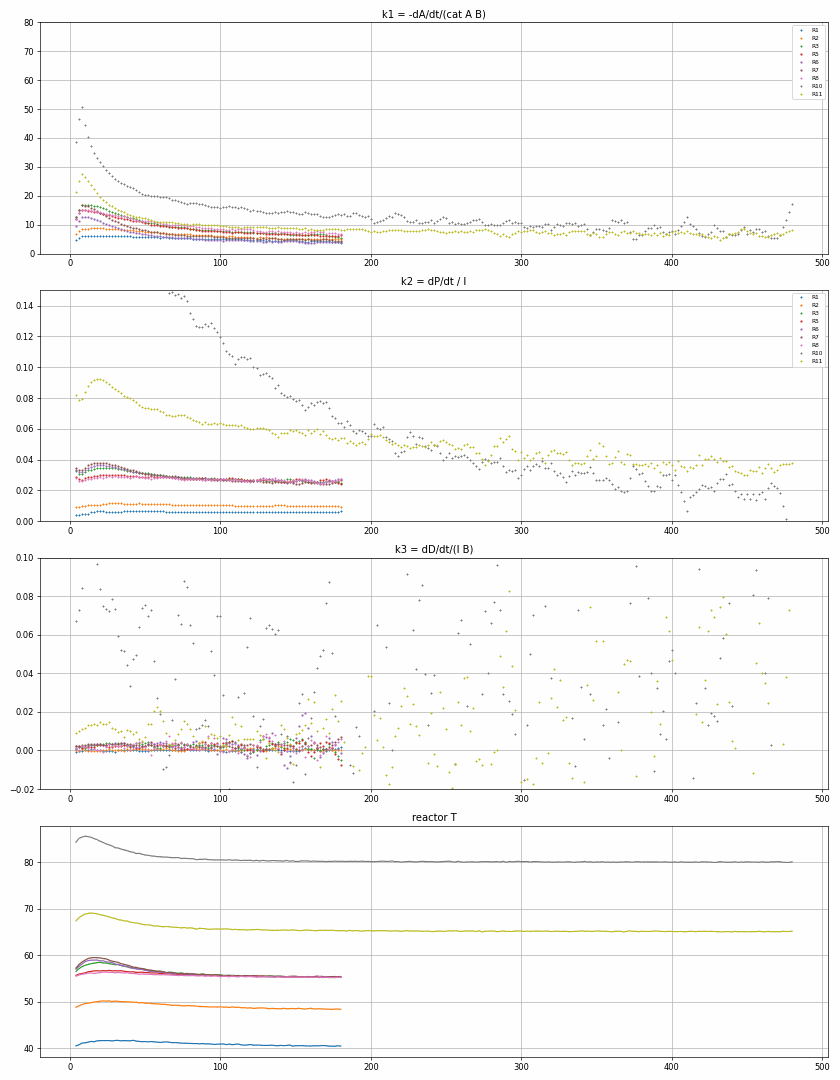 k1 = -dA/dt/(cat A B)
80
70
60
50
40
30
20
10
0
R1
R2
R3
R5
R6
R7
R8
R10
R11
0 100 200 300 400 500
k2 = dP/dt / I
0.14
0.12
0.10
0.08
0.06
0.04
0.02
0.00
R1
R2
R3
R5
R6
R7
R8
R10
R11
0 100 200 300 400 500
k3 = dD/dt/(I B)
0.10
0.08
0.06
0.04
0.02
0.00
−0.02
0 100 200 300 400 500
reactor T
80
70
60
50
40
0 100 200 300 400 500